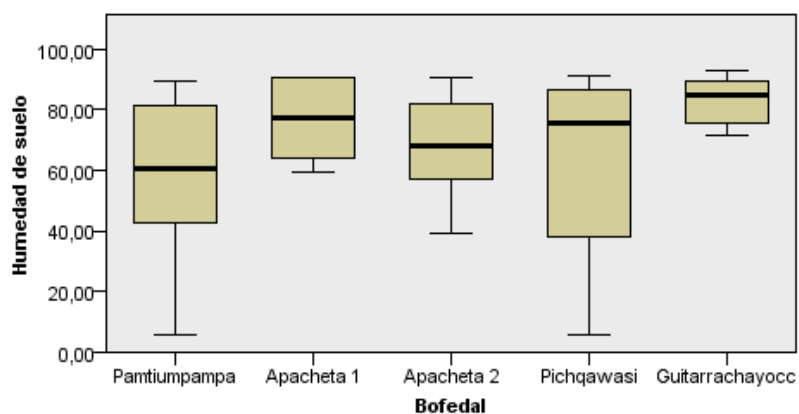 Humedad de suelo
100,00
80,00
60,00
40,00
20,00
0,00
Pamtiumpampa Apacheta 1 Apacheta 2 Pichqawasi Guitarrachayocc
Bofedal